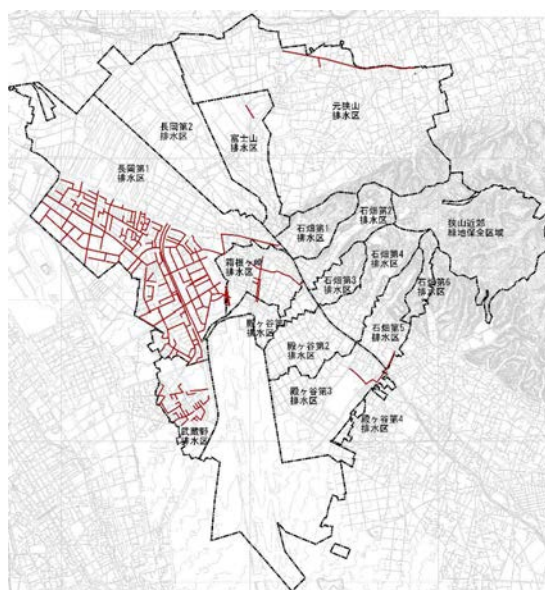 元狭山
排水区
長岡第2
排水区
富士山
排水区
長岡第1
排水区
石畑第2
排水区
石畑第1
排水区
狭山近郊
緑地保全区域
箱根ヶ崎
排水区
石畑第4
排水区
石畑第3
排水区
石畑第6
排水区
殿ヶ谷第1
排水区
石畑第5
排水区
殿ヶ谷第2
排水区
殿ヶ谷第3
排水区
殿ヶ谷第4
排水区
武蔵野
排水区